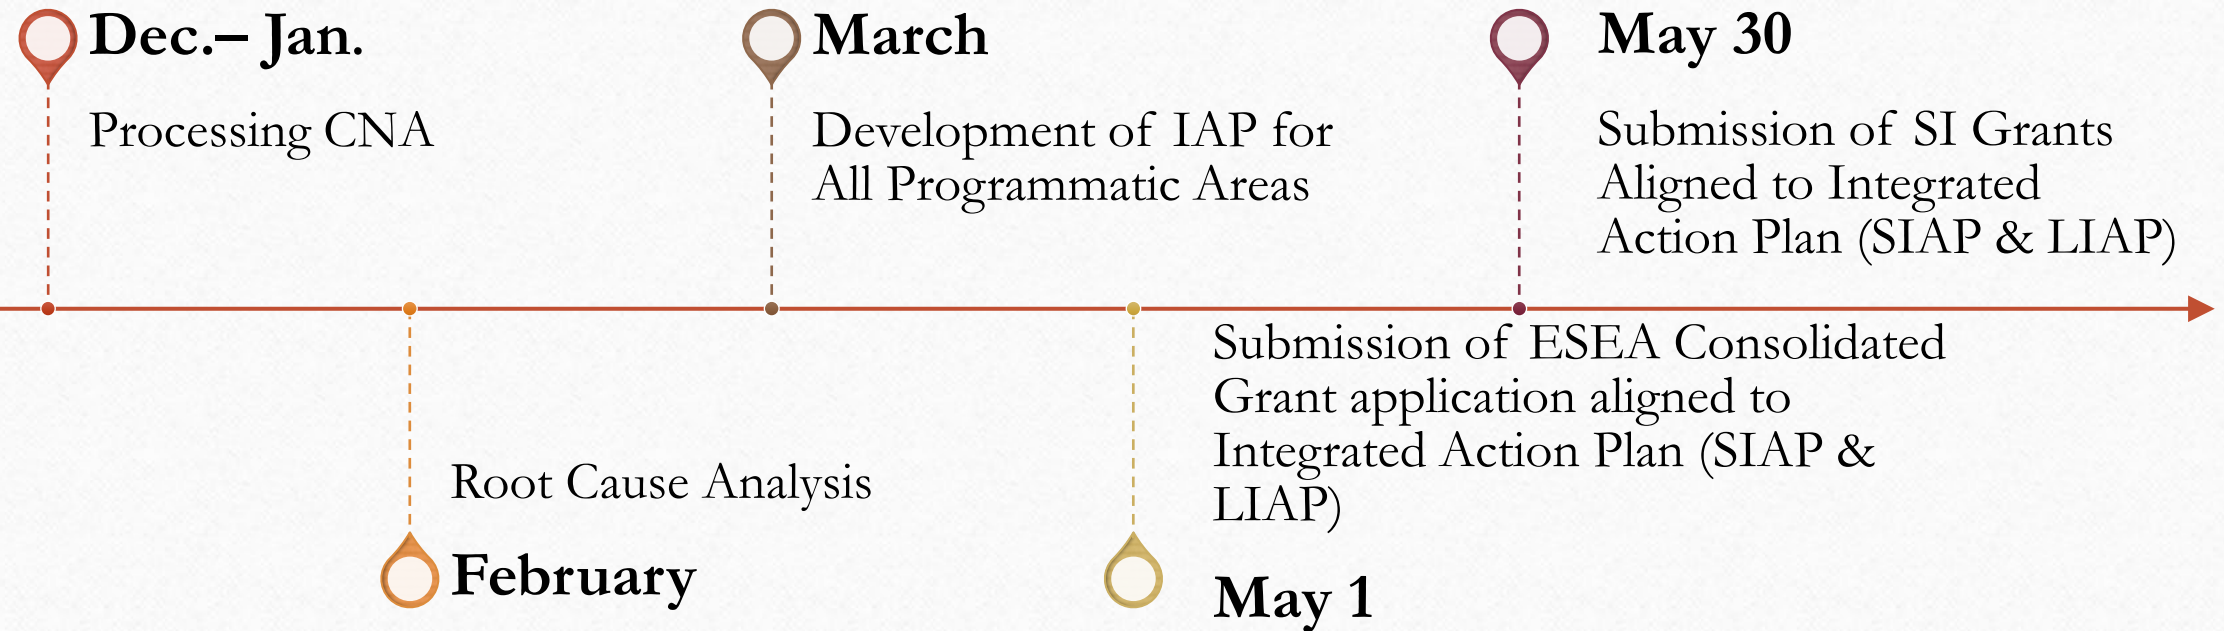 Dec.– Jan.
Processing CNA
Root Cause Analysis
February
March
Development of IAP for
All Programmatic Areas
Submission of ESEA Consolidated
Grant application aligned to
Integrated Action Plan (SIAP &
LIAP)
May 1
May 30
Submission of SI Grants
Aligned to Integrated
Action Plan (SIAP & LIAP)